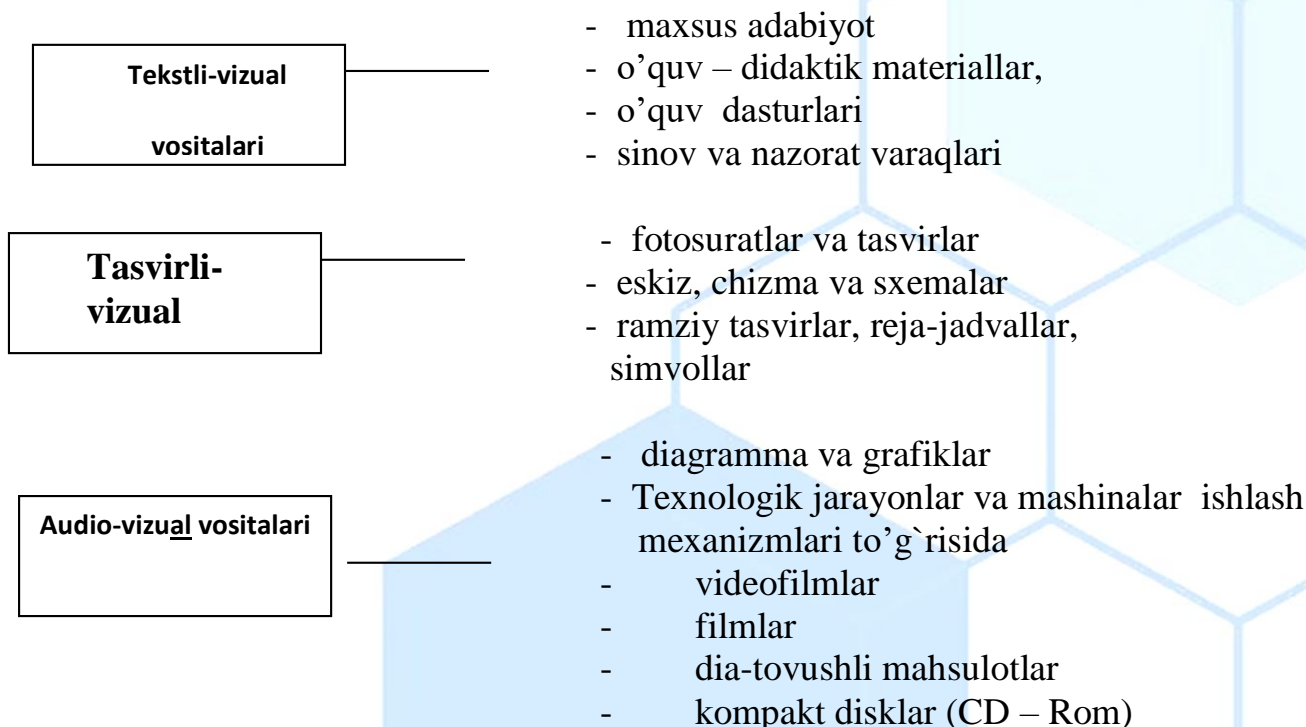 Tekstli-vizual
vositalari
- maxsus adabiyot
- o’quv – didaktik materiallar,
- o’quv dasturlari
- sinov va nazorat varaqlari
Tasvirli-
vizual
- fotosuratlar va tasvirlar
- eskiz, chizma va sxemalar
- ramziy tasvirlar, reja-jadvallar,
simvollar
Audio-vizual vositalari
- diagramma va grafiklar
- Texnologik jarayonlar va mashinalar ishlash
mexanizmlari to’g`risida
- videofilmlar
- filmlar
- dia-tovushli mahsulotlar
- kompakt disklar (CD – Rom)